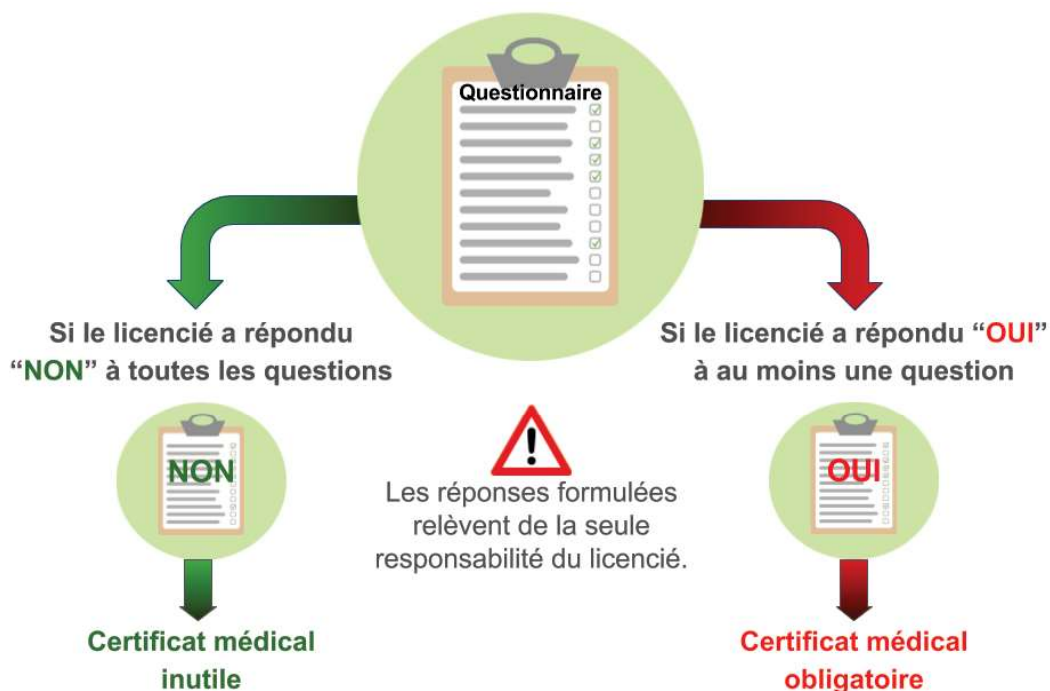 Questionnaire
Si le licencié a répondu
“NON” à toutes les questions
Si le licencié a répondu “OUI”
à au moins une question
NON
OUI
Les réponses formulées
relèvent de la seule
responsabilité du licencié.
Certificat médical
inutile
Certificat médical
obligatoire